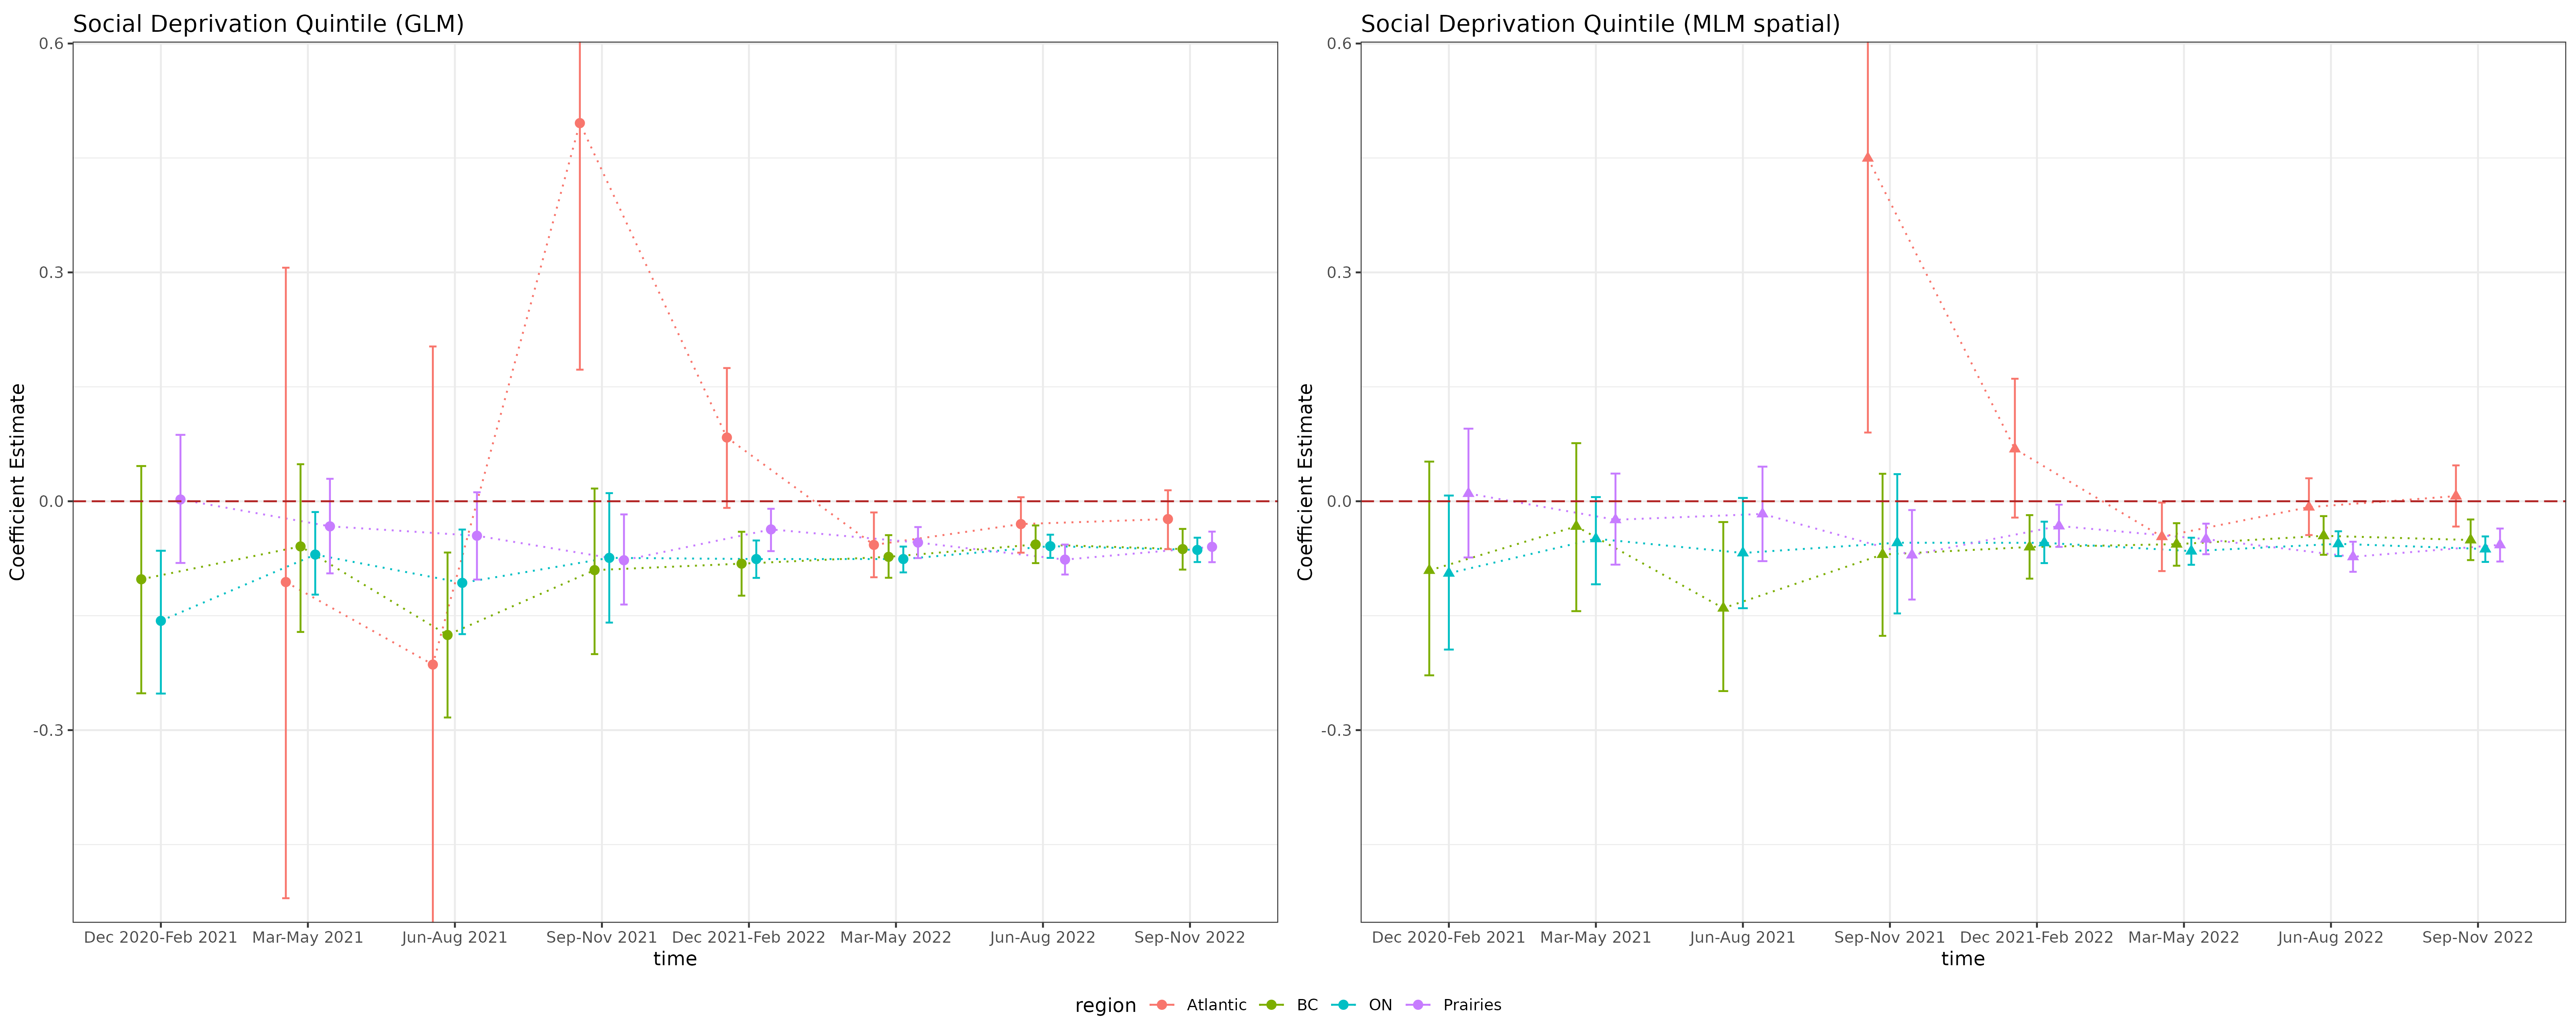 Social Deprivation Quintile (GLM)
Social Deprivation Quintile (MLM spatial)
Coefficient Estimate
0.6
0.3
0.0
-0.3
Dec 2020-Feb 2021 Mar-May 2021 Jun-Aug 2021 Sep-Nov 2021 Dec 2021-Feb 2022 Mar-May 2022 Jun-Aug 2022 Sep-Nov 2022
time
Coefficient Estimate
0.6
0.3
0.0
-0.3
Dec 2020-Feb 2021 Mar-May 2021 Jun-Aug 2021 Sep-Nov 2021 Dec 2021-Feb 2022 Mar-May 2022 Jun-Aug 2022 Sep-Nov 2022
time
region Atlantic BC ON Prairies